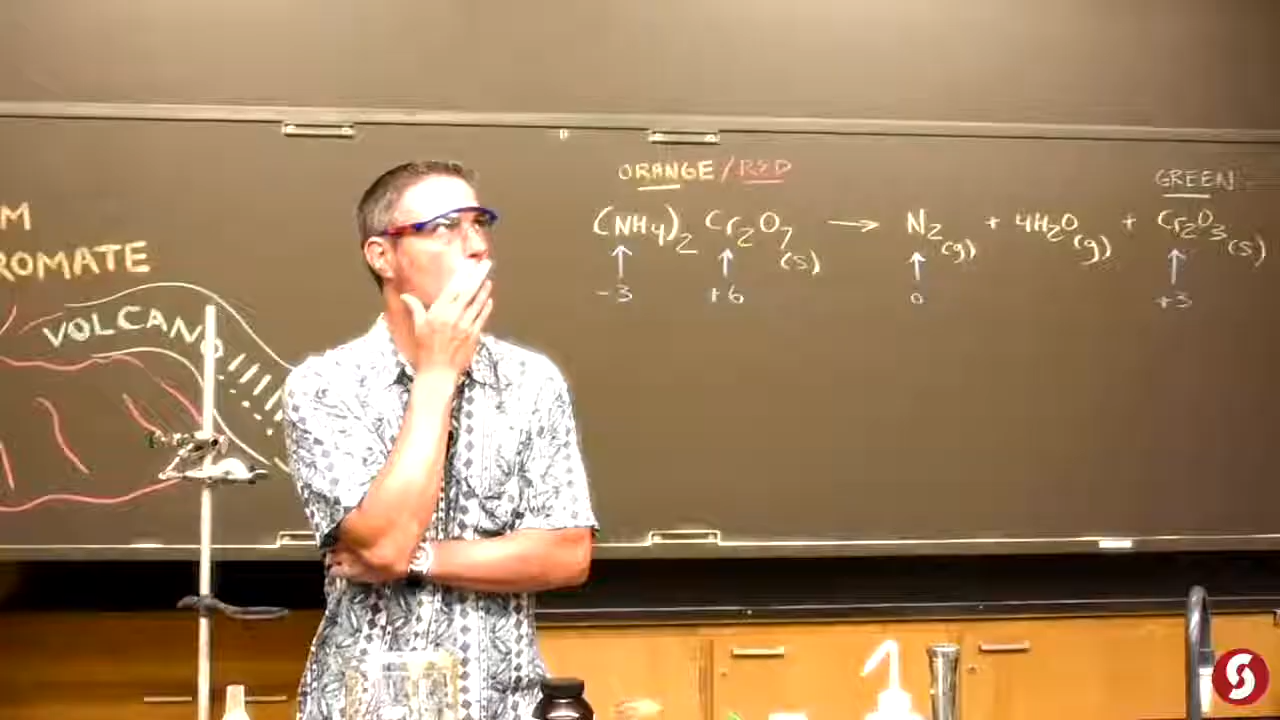 M
ROMATE
VOLCANO
ORANGE / RED
GREEN
(NH4)2 Cr2O7 (s) → N2 (g) + 4H2O (g) + Cr2O3 (s)
-3 +6 0 +3